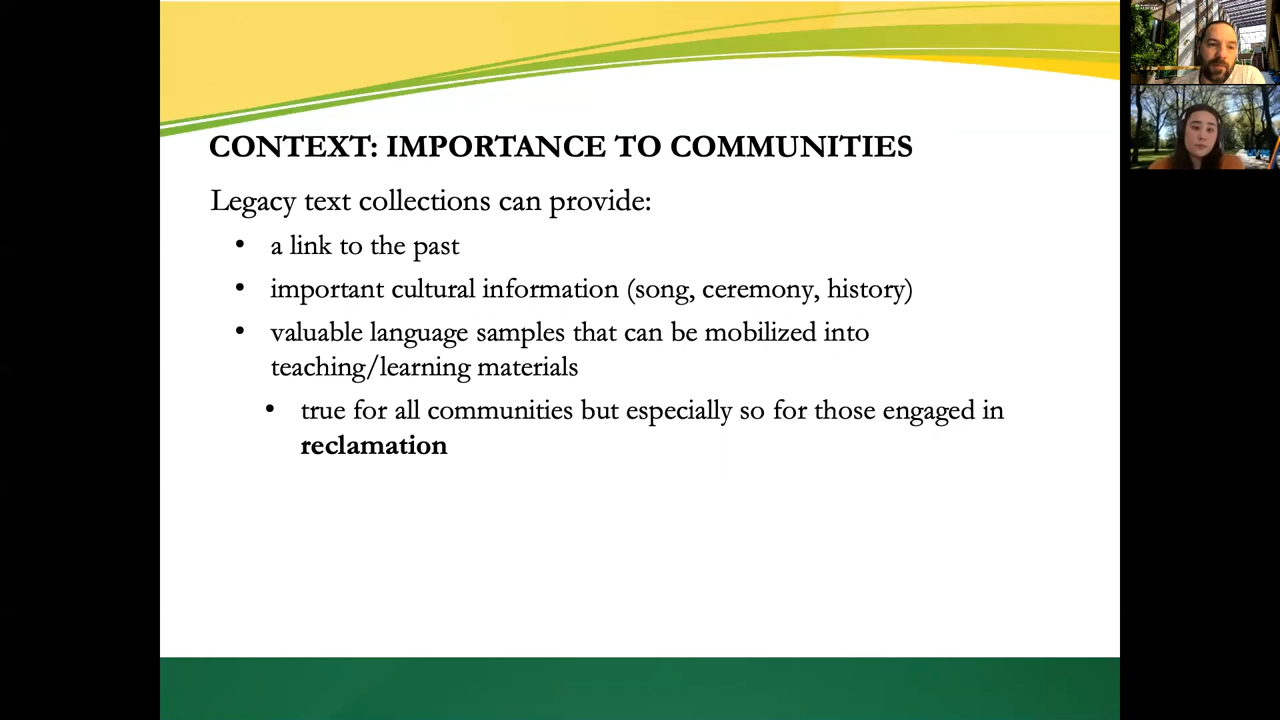 CONTEXT: IMPORTANCE TO COMMUNITIES
Legacy text collections can provide:
• a link to the past
• important cultural information (song, ceremony, history)
• valuable language samples that can be mobilized into
teaching/learning materials
• true for all communities but especially so for those engaged in
reclamation